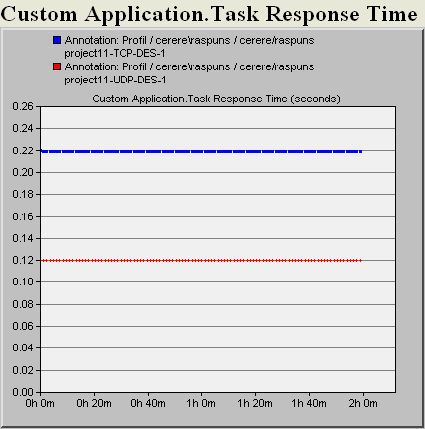 Custom Application.Task Response Time
Annotation: Profil / cerere\raspuns / cerere/raspuns
project11-TCP-DES-1
Annotation: Profil / cerere\raspuns / cerere/raspuns
project11-UDP-DES-1
Custom Application.Task Response Time (seconds)
0.26
0.24
0.22
0.20
0.18
0.16
0.14
0.12
0.10
0.08
0.06
0.04
0.02
0.00
0h 0m 0h 20m 0h 40m 1h 0m 1h 20m 1h 40m 2h 0m